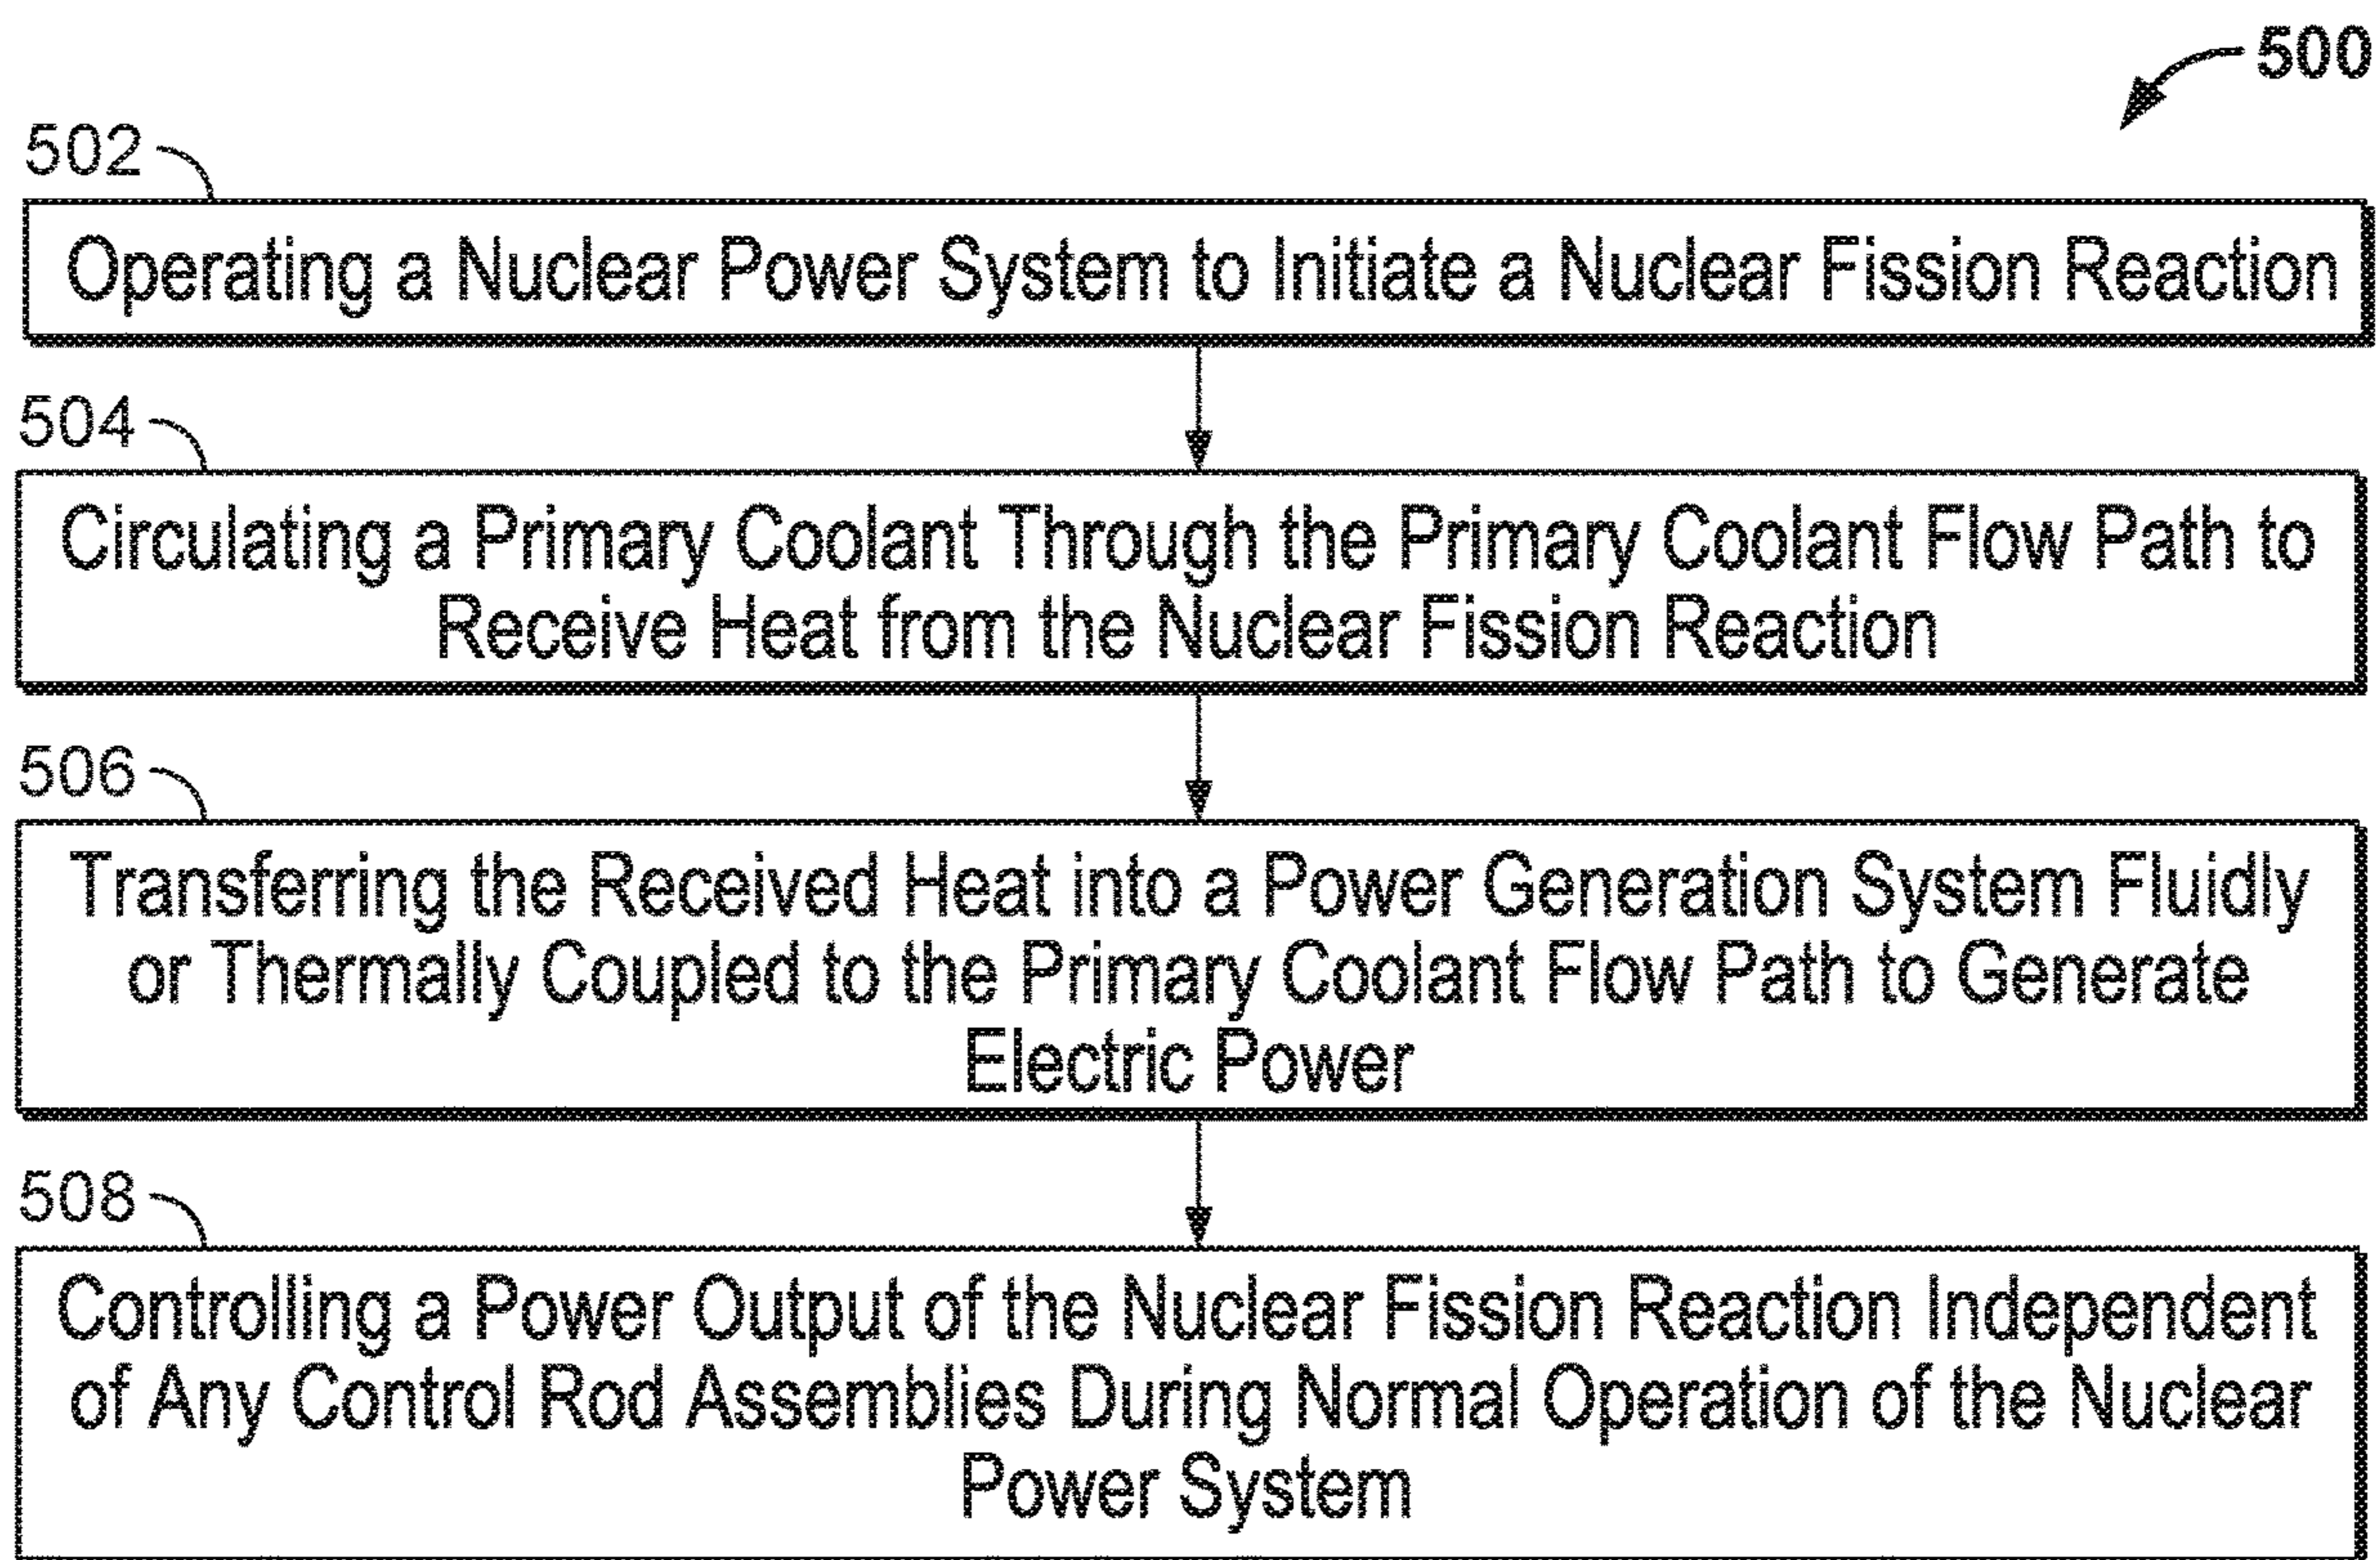 500
502
Operating a Nuclear Power System to Initiate a Nuclear Fission Reaction
504
Circulating a Primary Coolant Through the Primary Coolant Flow Path to
Receive Heat from the Nuclear Fission Reaction
506
Transferring the Received Heat into a Power Generation System Fluidly
or Thermally Coupled to the Primary Coolant Flow Path to Generate
Electric Power
508
Controlling a Power Output of the Nuclear Fission Reaction Independent
of Any Control Rod Assemblies During Normal Operation of the Nuclear
Power System